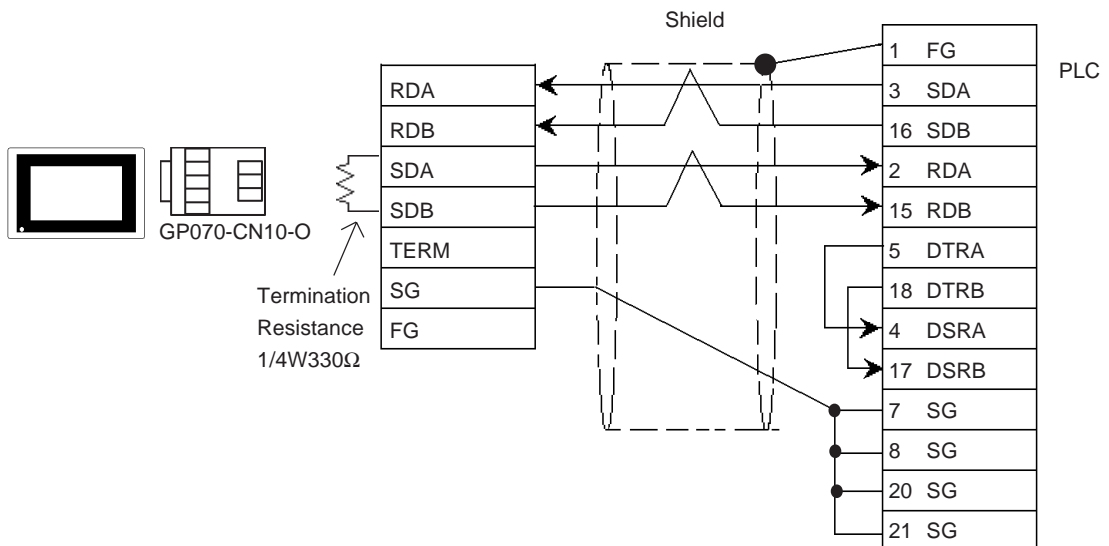 Shield
PLC
GP070-CN10-O
RDA
RDB
SDA
SDB
TERM
SG
FG
Termination
Resistance
1/4W330Ω
1 FG
3 SDA
16 SDB
2 RDA
15 RDB
5 DTRA
18 DTRB
4 DSRA
17 DSRB
7 SG
8 SG
20 SG
21 SG